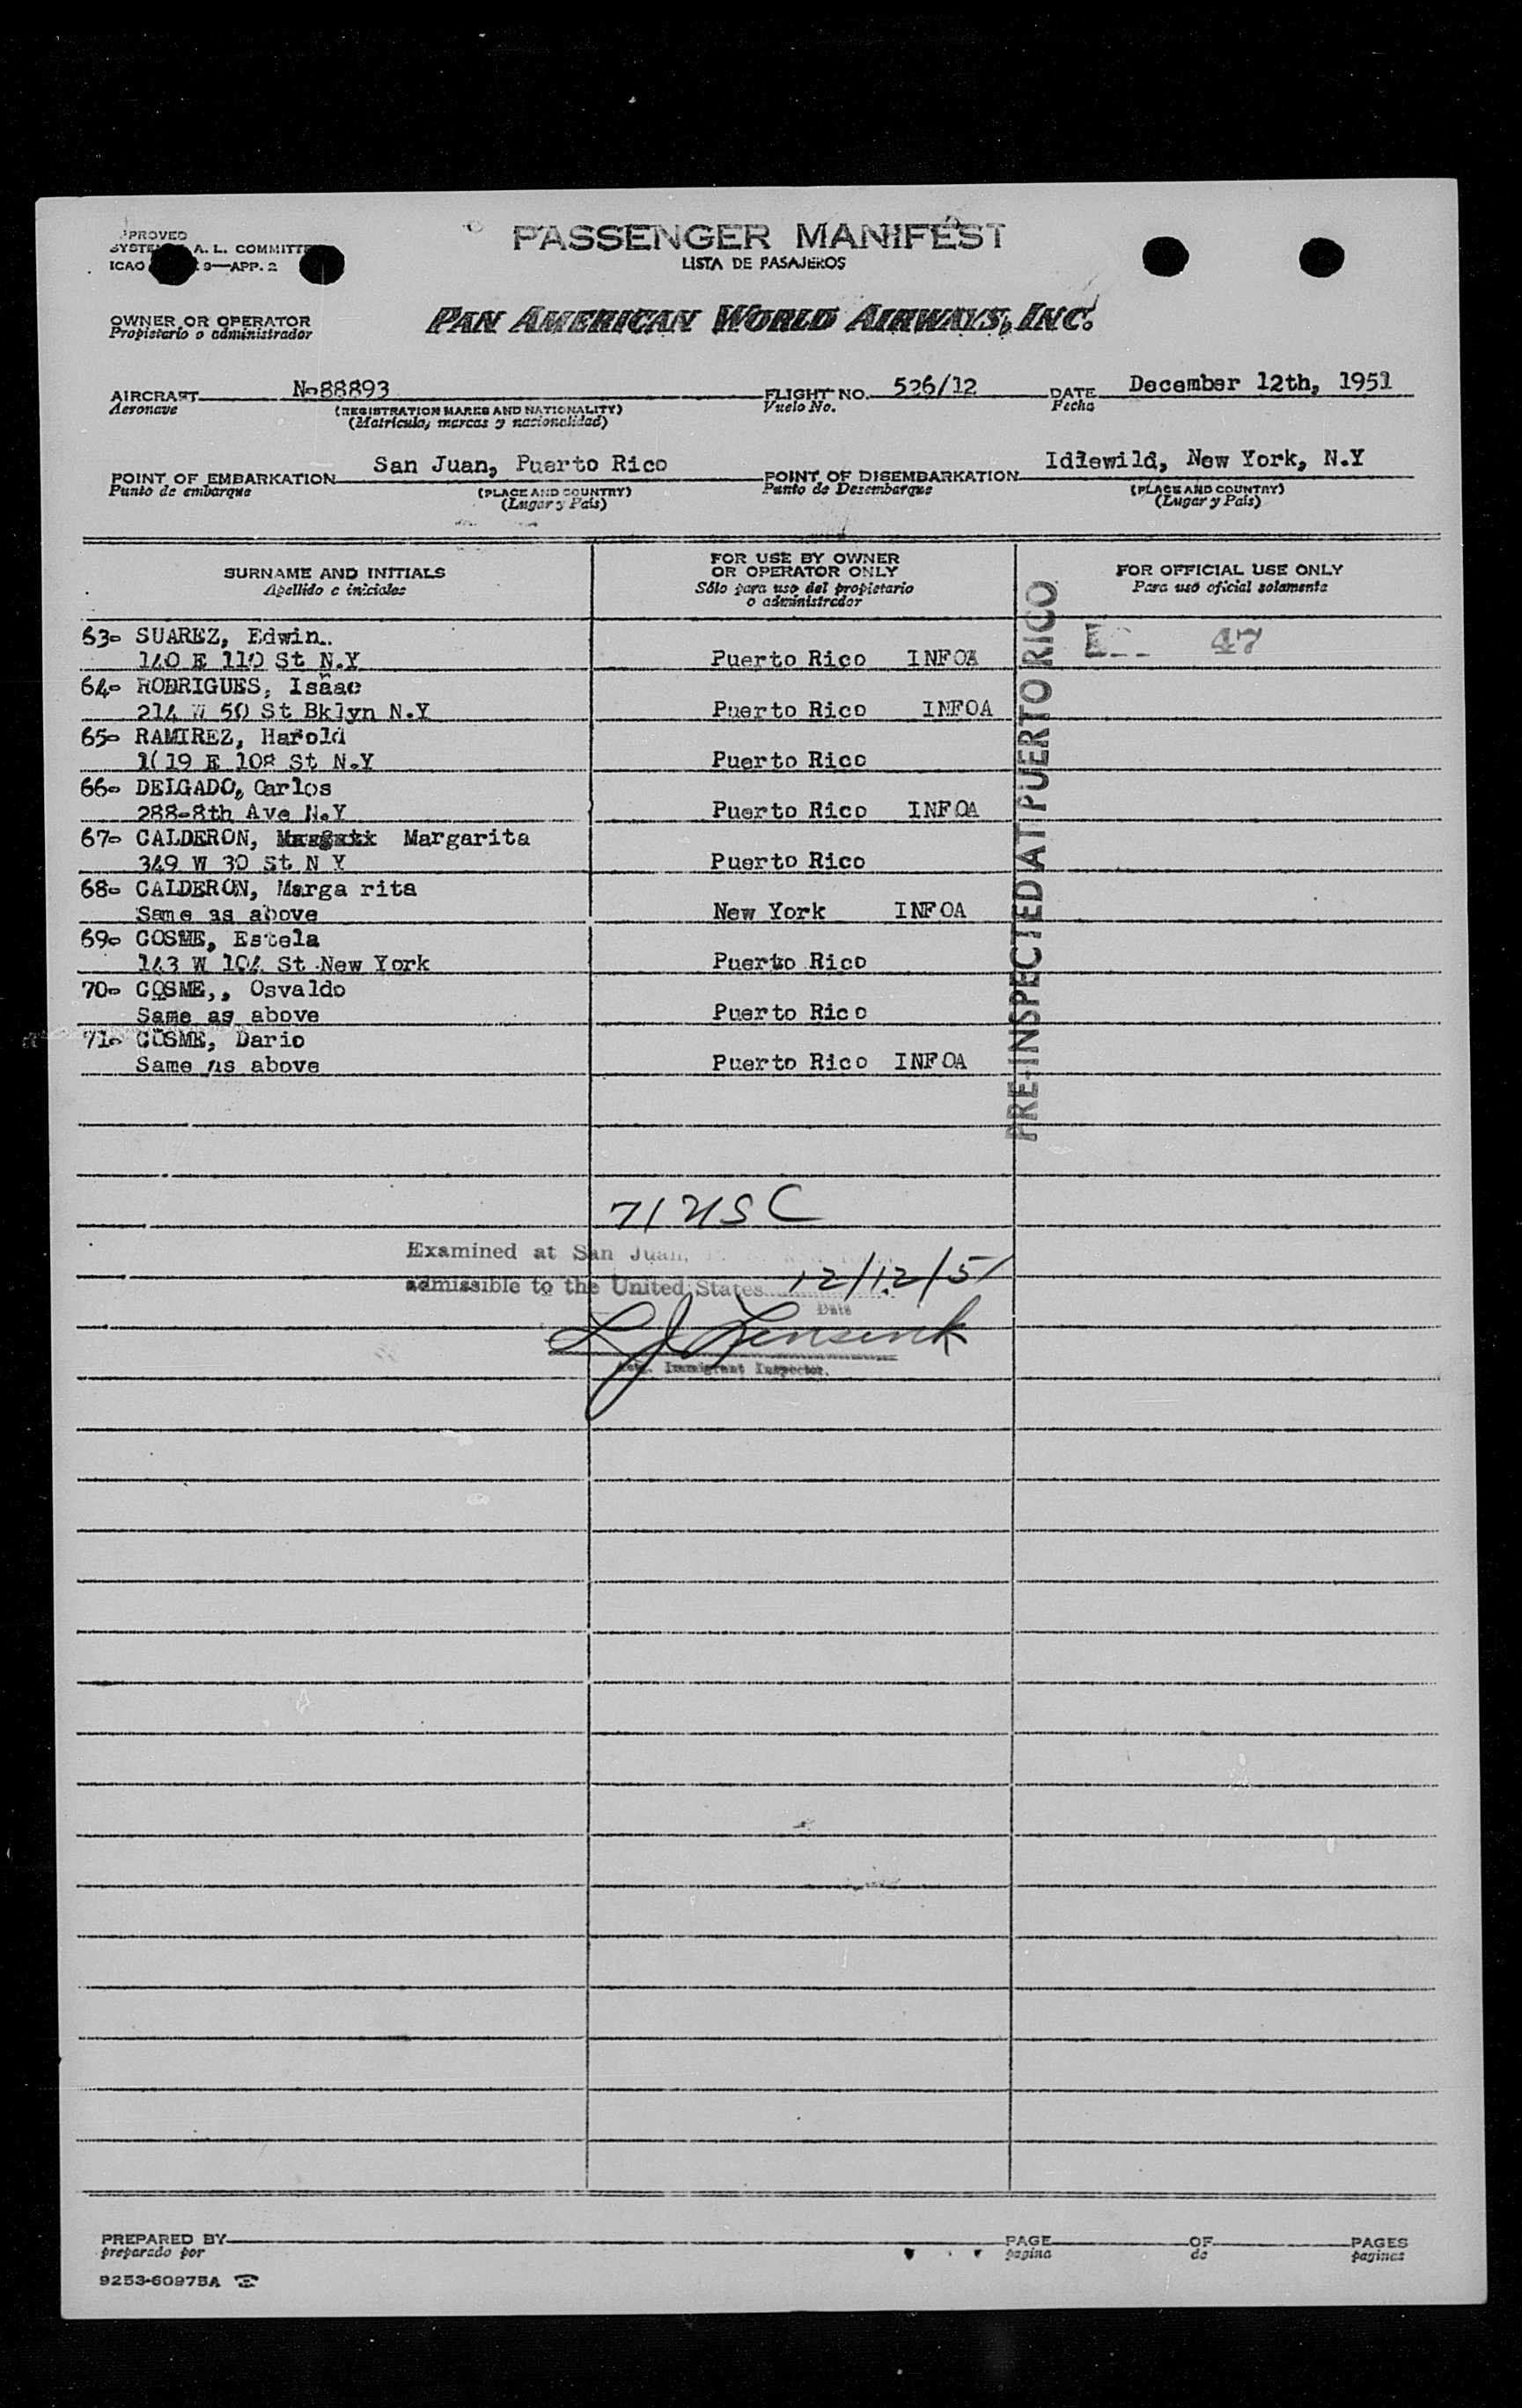 PASSENGER MANIFEST
LISTA DE PASAJEROS
A. L. COMMITTEE
ICAO 9—APP. 2
OWNER OR OPERATOR
Propietario o administrador
PAN AMERICAN WORLD AIRWAYS, INC.
AIRCRAFT N-88893 FLIGHT NO. 526/12 DATE December 12th, 1951
Aeronave (REGISTRATION MARKS AND NATIONALITY) Vuelo No. Fecha
(Matricula, marcas y nacionalidad)
POINT OF EMBARKATION San Juan, Puerto Rico POINT OF DISEMBARKATION Idlewild, New York, N.Y
Punto de embarque (PLACE AND COUNTRY) Punto de Desembarque (PLACE AND COUNTRY)
(Lugar y País) (Lugar y País)
SURNAME AND INITIALS FOR USE BY OWNER OR OPERATOR ONLY FOR OFFICIAL USE ONLY
Apellido e iniciales Sólo para uso del propietario o administrador Para uso oficial solamente
63- SUAREZ, Edwin. 47
140 E 110 St N.Y Puerto Rico INFOA
64- RODRIGUES, Isaac
214 W 50 St Bklyn N.Y Puerto Rico INFOA
65- RAMIREZ, Harold
19 E 108 St N.Y Puerto Rico
66- DELGADO, Carlos
288-8th Ave N.Y Puerto Rico INFOA
67- CALDERON, Margarita
349 W 30 St N Y Puerto Rico
68- CALDERON, Marga rita
Same as above New York INFOA
69- COSME, Estela
143 W 104 St New York Puerto Rico
70- COSME,, Osvaldo
Same as above Puerto Rico
71- COSME, Dario
Same as above Puerto Rico INFOA
PRE-INSPECTED AT PUERTO RICO
71 USC
Examined at San Juan,
admissible to the United States 12/12/51
Date
L J Lensink
Immigrant Inspector.
PREPARED BY PAGE OF PAGES
preparado por pagina de paginas
9253-60975A